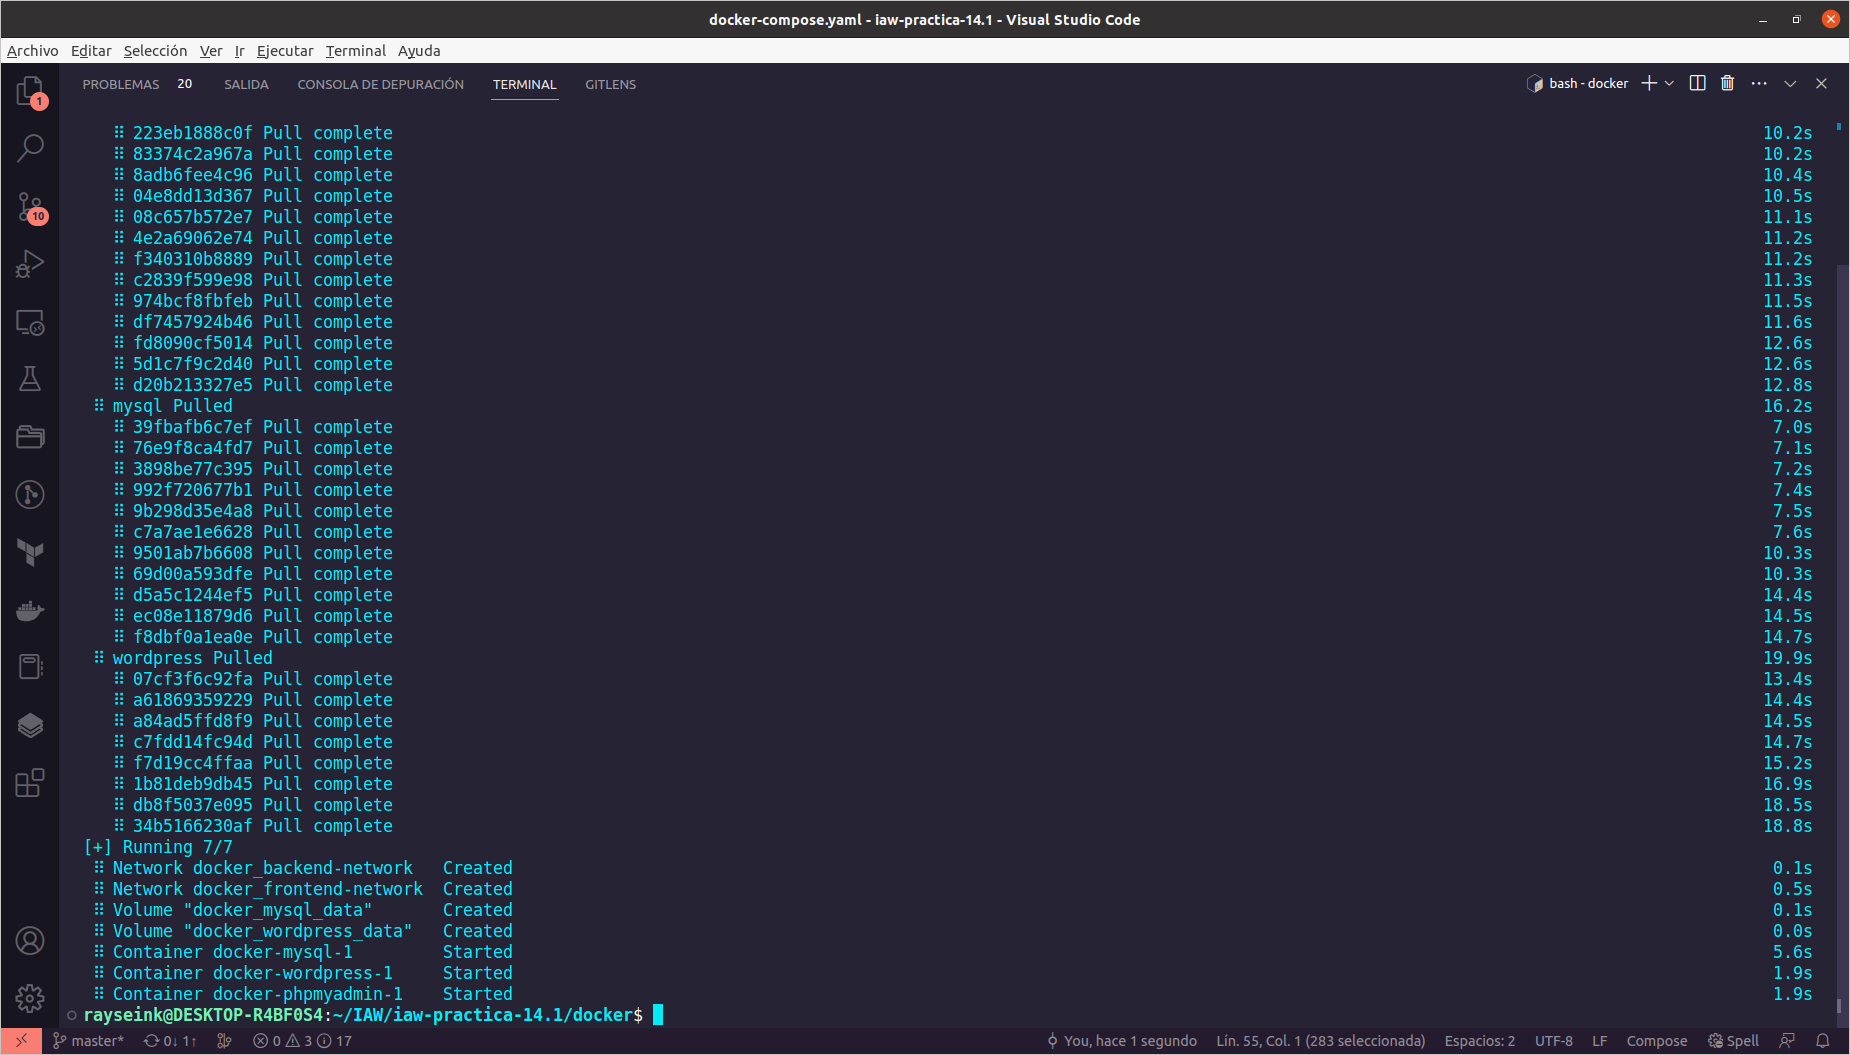 docker-compose.yaml - iaw-practica-14.1 - Visual Studio Code
Archivo Editar Selección Ver Ir Ejecutar Terminal Ayuda
PROBLEMAS 20 SALIDA CONSOLA DE DEPURACIÓN TERMINAL GITLENS bash - docker
1
10
223eb1888c0f Pull complete 10.2s
83374c2a967a Pull complete 10.2s
8adb6fee4c96 Pull complete 10.4s
04e8dd13d367 Pull complete 10.5s
08c657b572e7 Pull complete 11.1s
4e2a69062e74 Pull complete 11.2s
f340310b8889 Pull complete 11.2s
c2839f599e98 Pull complete 11.3s
974bcf8fbfeb Pull complete 11.5s
df7457924b46 Pull complete 11.6s
fd8090cf5014 Pull complete 12.6s
5d1c7f9c2d40 Pull complete 12.6s
d20b213327e5 Pull complete 12.8s
mysql Pulled 16.2s
39fbafb6c7ef Pull complete 7.0s
76e9f8ca4fd7 Pull complete 7.1s
3898be77c395 Pull complete 7.2s
992f720677b1 Pull complete 7.4s
9b298d35e4a8 Pull complete 7.5s
c7a7ae1e6628 Pull complete 7.6s
9501ab7b6608 Pull complete 10.3s
69d00a593dfe Pull complete 10.3s
d5a5c1244ef5 Pull complete 14.4s
ec08e11879d6 Pull complete 14.5s
f8dbf0a1ea0e Pull complete 14.7s
wordpress Pulled 19.9s
07cf3f6c92fa Pull complete 13.4s
a61869359229 Pull complete 14.4s
a84ad5ffd8f9 Pull complete 14.5s
c7fdd14fc94d Pull complete 14.7s
f7d19cc4ffaa Pull complete 15.2s
1b81deb9db45 Pull complete 16.9s
db8f5037e095 Pull complete 18.5s
34b5166230af Pull complete 18.8s
[+] Running 7/7
Network docker_backend-network Created 0.1s
Network docker_frontend-network Created 0.5s
Volume "docker_mysql_data" Created 0.1s
Volume "docker_wordpress_data" Created 0.0s
Container docker-mysql-1 Started 5.6s
Container docker-wordpress-1 Started 1.9s
Container docker-phpmyadmin-1 Started 1.9s
rayseink@DESKTOP-R4BF0S4:~/IAW/iaw-practica-14.1/docker$
master* 0↓ 1↑ 0 3 17 You, hace 1 segundo Lín. 55, Col. 1 (283 seleccionada) Espacios: 2 UTF-8 LF Compose Spell